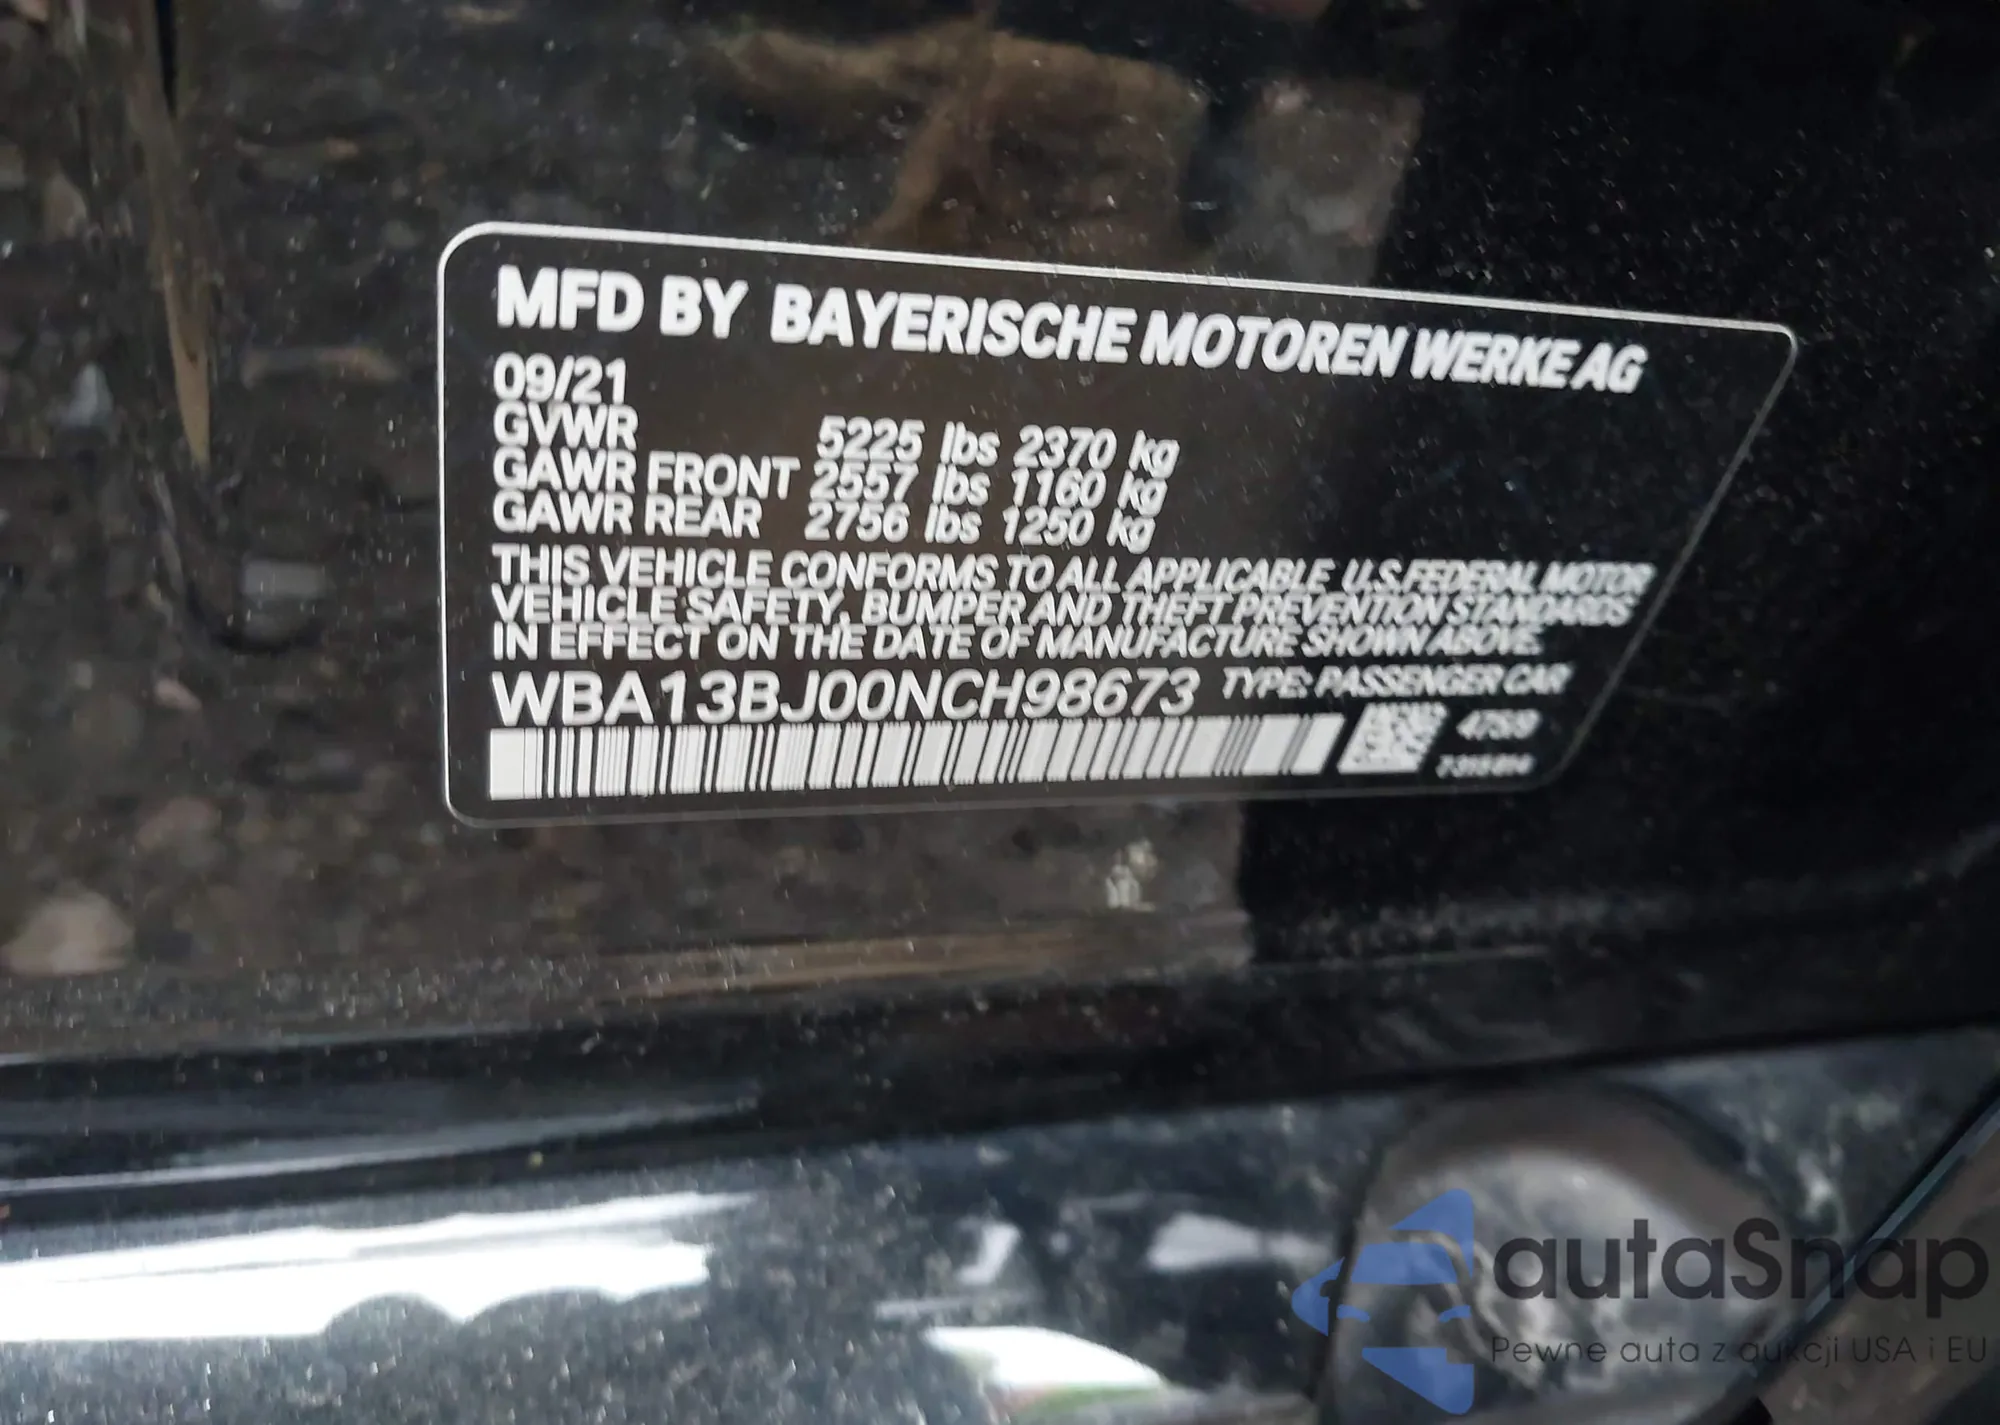 MFD BY BAYERISCHE MOTOREN WERKE AG
09/21
GVWR 5225 lbs 2370 kg
GAWR FRONT 2557 lbs 1160 kg
GAWR REAR 2756 lbs 1250 kg
THIS VEHICLE CONFORMS TO ALL APPLICABLE U.S.FEDERAL MOTOR
VEHICLE SAFETY, BUMPER AND THEFT PREVENTION STANDARDS
IN EFFECT ON THE DATE OF MANUFACTURE SHOWN ABOVE.
WBA13BJ00NCH98673 TYPE: PASSENGER CAR
autaSnap
Pewne auta z aukcji USA i EU